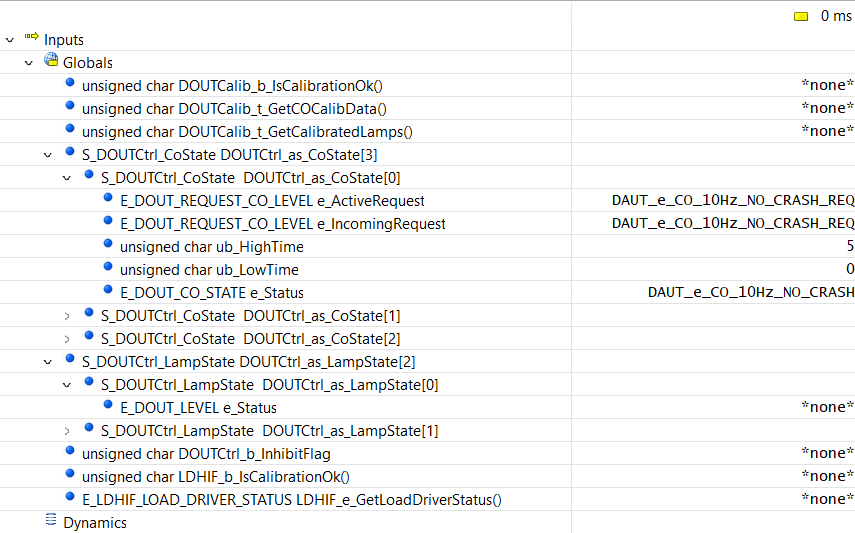 0 ms
Inputs
Globals
unsigned char DOUTCalib_b_IsCalibrationOk() *none*
unsigned char DOUTCalib_t_GetCOCalibData() *none*
unsigned char DOUTCalib_t_GetCalibratedLamps() *none*
S_DOUTCtrl_CoState DOUTCtrl_as_CoState[3]
S_DOUTCtrl_CoState DOUTCtrl_as_CoState[0]
E_DOUT_REQUEST_CO_LEVEL e_ActiveRequest DAUT_e_CO_10Hz_NO_CRASH_REQ
E_DOUT_REQUEST_CO_LEVEL e_IncomingRequest DAUT_e_CO_10Hz_NO_CRASH_REQ
unsigned char ub_HighTime 5
unsigned char ub_LowTime 0
E_DOUT_CO_STATE e_Status DAUT_e_CO_10Hz_NO_CRASH
S_DOUTCtrl_CoState DOUTCtrl_as_CoState[1]
S_DOUTCtrl_CoState DOUTCtrl_as_CoState[2]
S_DOUTCtrl_LampState DOUTCtrl_as_LampState[2]
S_DOUTCtrl_LampState DOUTCtrl_as_LampState[0]
E_DOUT_LEVEL e_Status *none*
S_DOUTCtrl_LampState DOUTCtrl_as_LampState[1]
unsigned char DOUTCtrl_b_InhibitFlag *none*
unsigned char LDHIF_b_IsCalibrationOk() *none*
E_LDHIF_LOAD_DRIVER_STATUS LDHIF_e_GetLoadDriverStatus() *none*
Dynamics